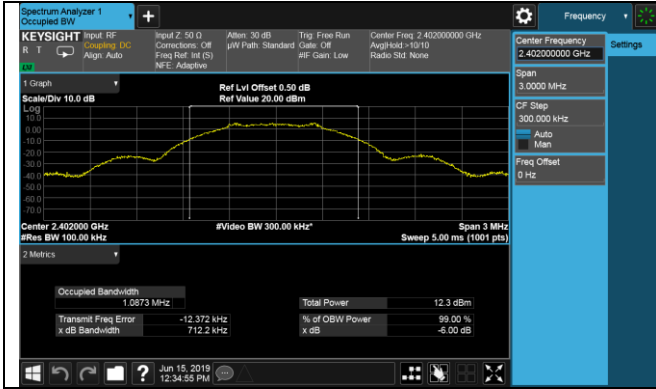 Spectrum Analyzer 1
Occupied BW
Frequency
KEYSIGHT
R T
LXI
Input: RF
Coupling: DC
Align: Auto
Input Z: 50 Ω
Corrections: Off
Freq Ref: Int (S)
NFE: Adaptive
Atten: 30 dB
µW Path: Standard
Trig: Free Run
Gate: Off
#IF Gain: Low
Center Freq: 2.402000000 GHz
Avg|Hold:>10/10
Radio Std: None
Center Frequency
2.402000000 GHz
Settings
Span
3.0000 MHz
CF Step
300.000 kHz
Auto
Man
Freq Offset
0 Hz
1 Graph
Scale/Div 10.0 dB
Ref Lvl Offset 0.50 dB
Ref Value 20.00 dBm
Log
10.0
0.00
-10.0
-20.0
-30.0
-40.0
-50.0
-60.0
-70.0
Center 2.402000 GHz
#Res BW 100.00 kHz
#Video BW 300.00 kHz*
Span 3 MHz
Sweep 5.00 ms (1001 pts)
2 Metrics
Occupied Bandwidth
1.0873 MHz
Total Power 12.3 dBm
Transmit Freq Error -12.372 kHz
% of OBW Power 99.00 %
x dB Bandwidth 712.2 kHz
x dB -6.00 dB
Jun 15, 2019
12:34:55 PM